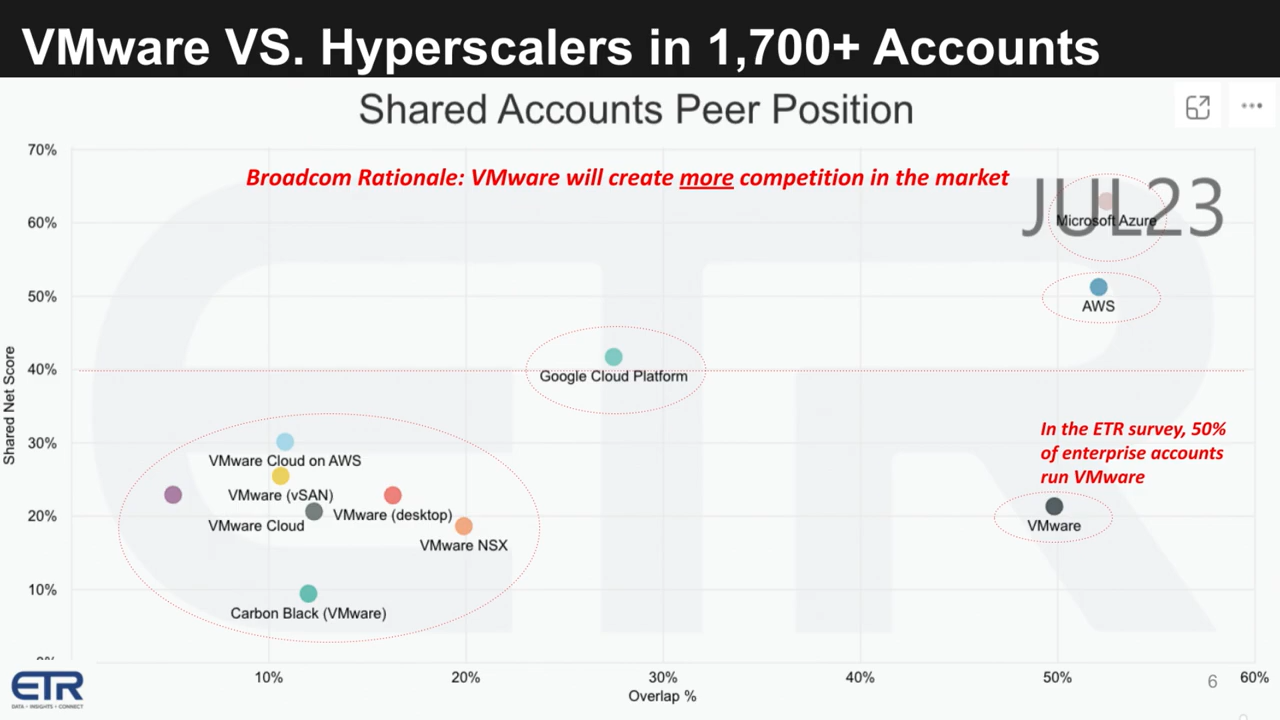 VMware VS. Hyperscalers in 1,700+ Accounts
Shared Accounts Peer Position
70%
Broadcom Rationale: VMware will create more competition in the market
JUL23
60%
Microsoft Azure
50%
AWS
Shared Net Score
40%
Google Cloud Platform
In the ETR survey, 50%
of enterprise accounts
run VMware
30%
VMware Cloud on AWS
VMware (vSAN)
VMware (desktop)
20%
VMware Cloud
VMware
VMware NSX
10%
Carbon Black (VMware)
0%
10%
20%
30%
40%
50%
60%
Overlap %
6
ETR
DATA • INSIGHTS • CONNECT